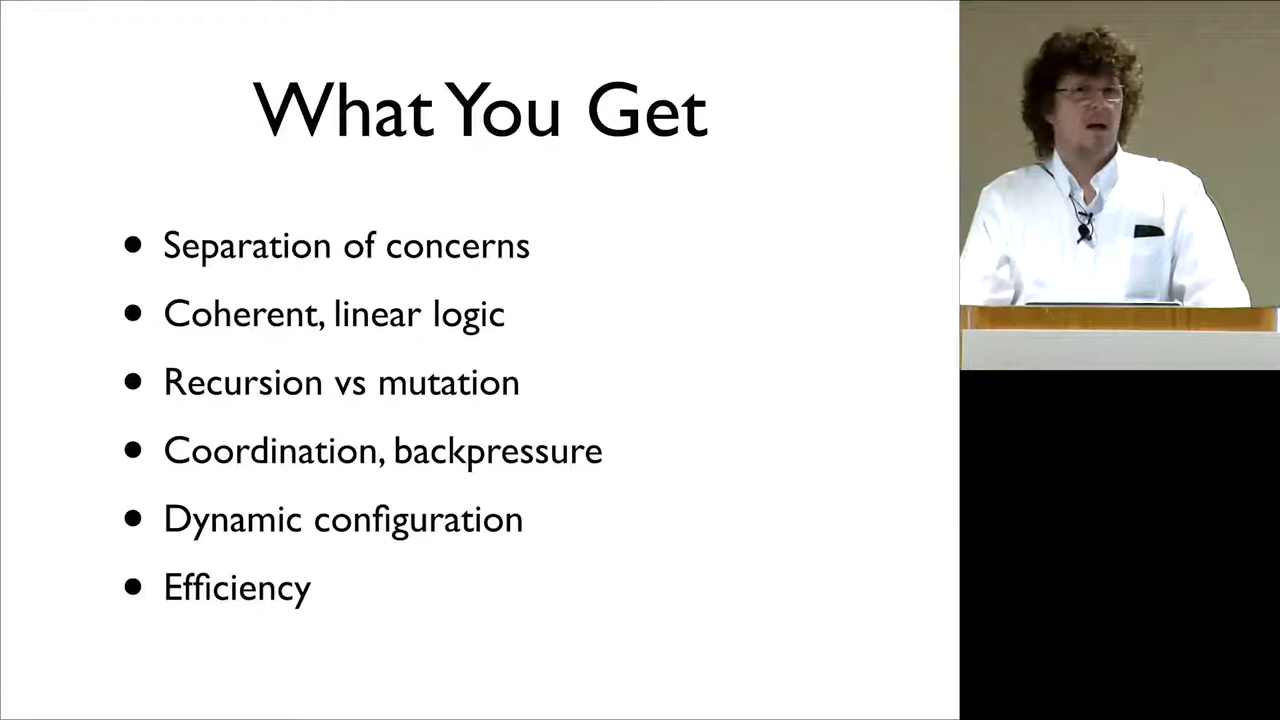 What You Get
• Separation of concerns
• Coherent, linear logic
• Recursion vs mutation
• Coordination, backpressure
• Dynamic configuration
• Efficiency